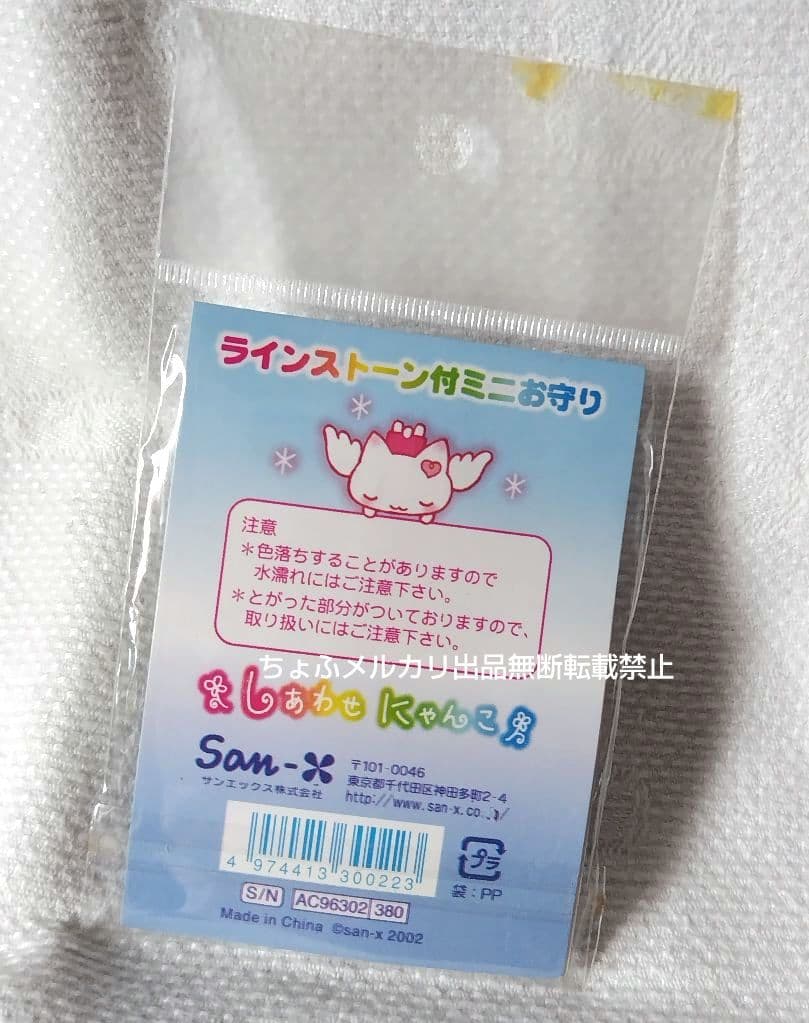 ラインストーン付ミニお守り
注意
＊色落ちすることがありますので
水濡れにはご注意下さい。
＊とがった部分がついておりますので、
取り扱いにはご注意下さい。
ちょふメルカリ出品無断転載禁止
しあわせ にゃんこ
San-X
サンエックス株式会社
〒101-0046
東京都千代田区神田多町2-4
http://www.san-x.co.jp/
4 974413 300223
プラ
袋：PP
S/N AC96302 380
Made in China ©san-x 2002